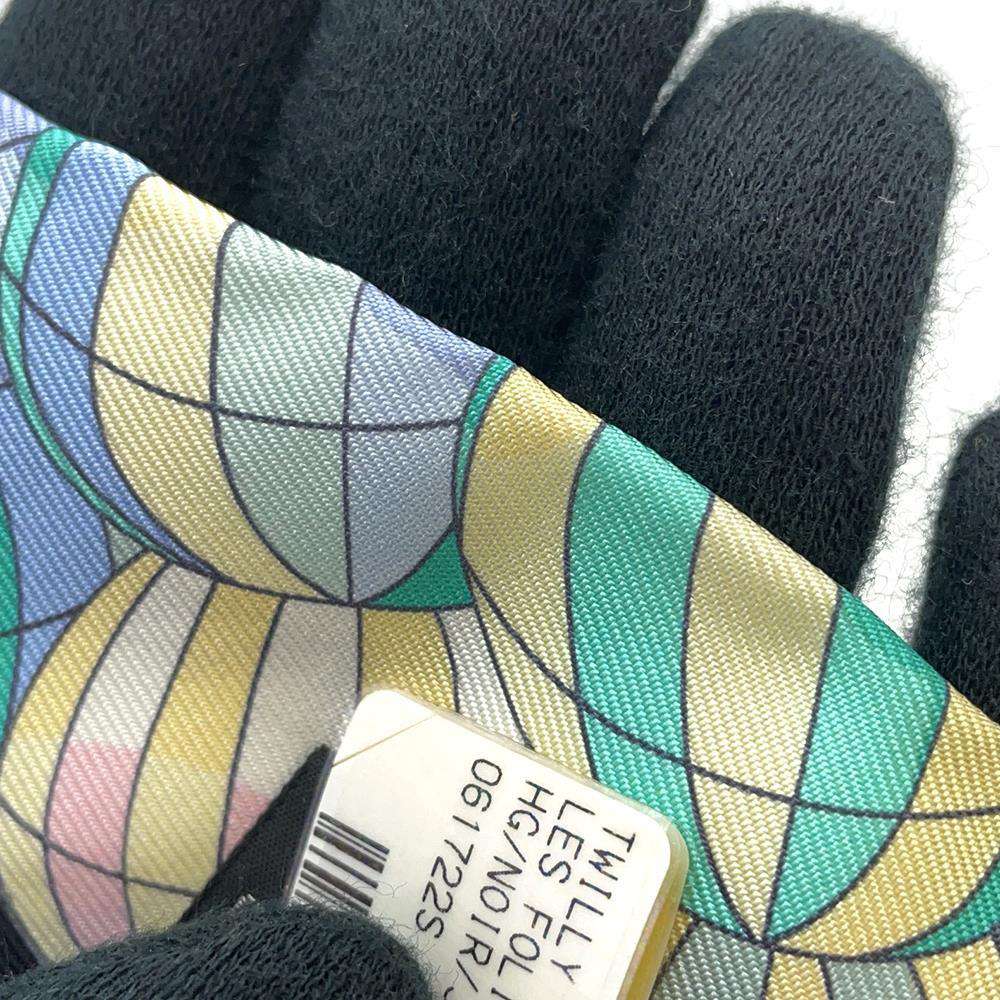 TWILLY
LES FOL
HG/NOIR/
061722S